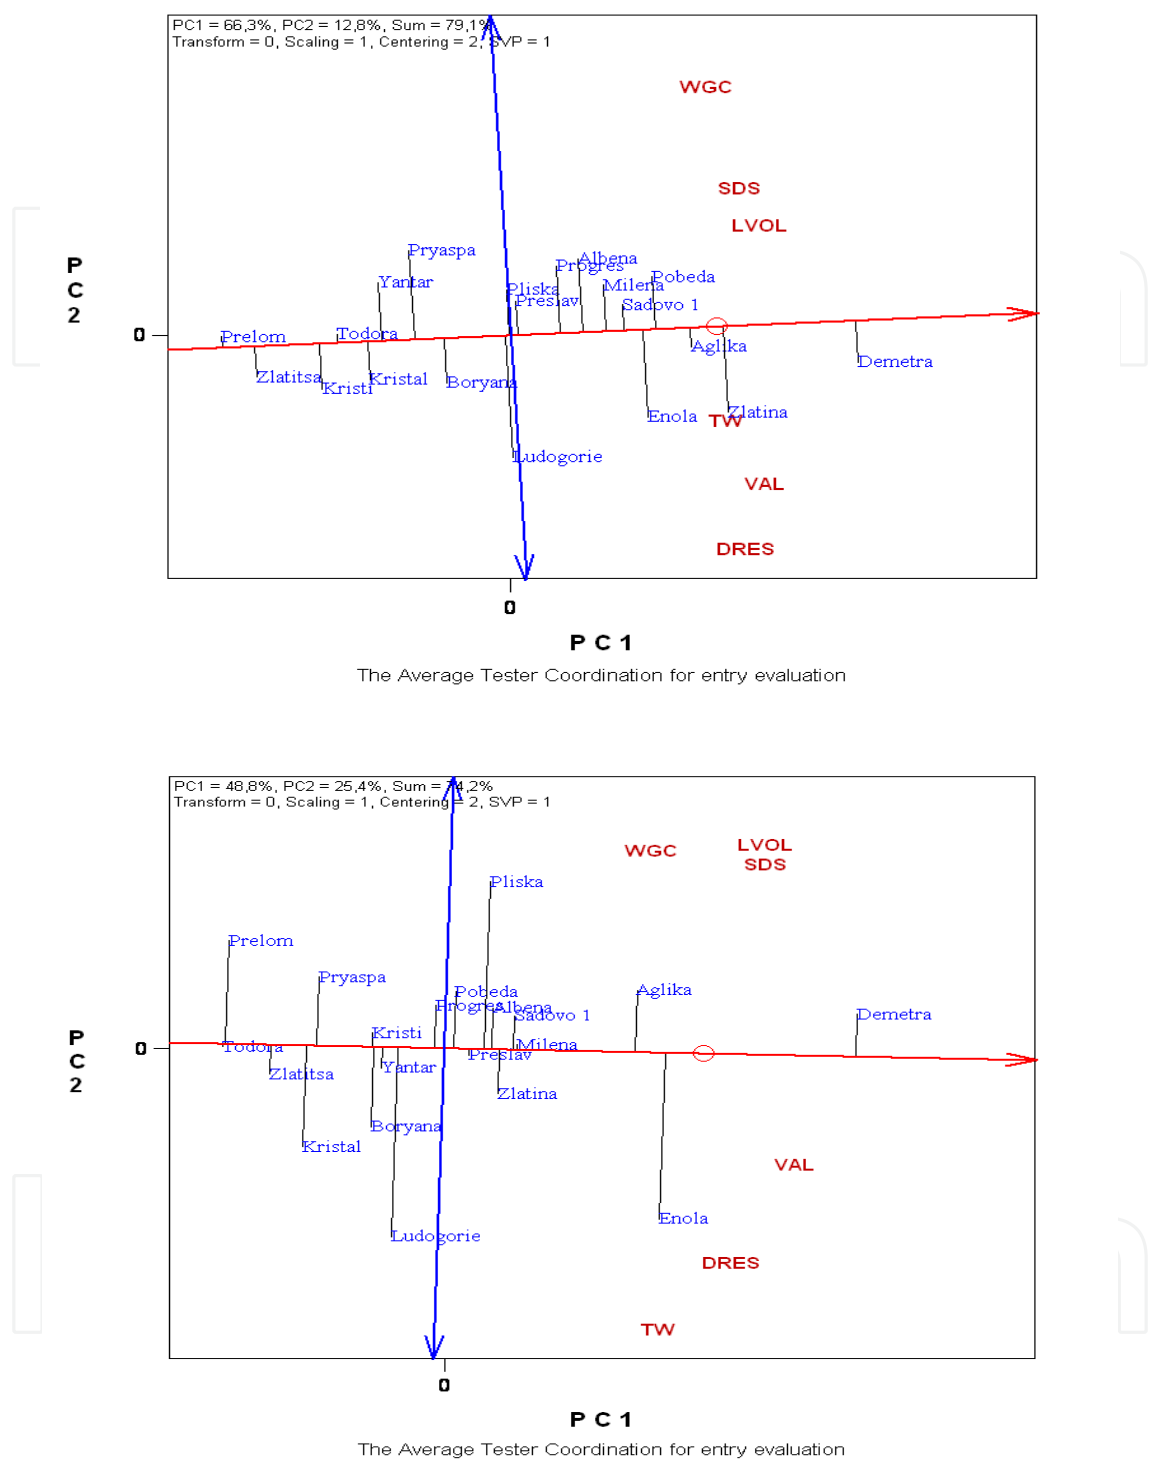 PC1 = 66,3%, PC2 = 12,8%, Sum = 79,1%
Transform = 0, Scaling = 1, Centering = 2, SVP = 1
WGC
SDS
LVOL
Pryaspa
Albena
Progres
Pobeda
Yantar
Milena
Pliska
Preslav
Sadovo 1
P
C
2
0
Prelom
Todora
Aglika
Demetra
Zlatitsa
Kristi
Kristal
Boryana
Enola
Zlatina
TW
Ludogorie
VAL
DRES
0
P C 1
The Average Tester Coordination for entry evaluation
PC1 = 48,8%, PC2 = 25,4%, Sum = 74,2%
Transform = 0, Scaling = 1, Centering = 2, SVP = 1
WGC
LVOL
SDS
Pliska
Prelom
Pryaspa
Pobeda
Aglika
Progres
Albena
Sadovo 1
Demetra
Kristi
P
C
2
0
Todora
Milena
Preslav
Zlatitsa
Yantar
Zlatina
Boryana
Kristal
VAL
Enola
Ludogorie
DRES
TW
0
P C 1
The Average Tester Coordination for entry evaluation